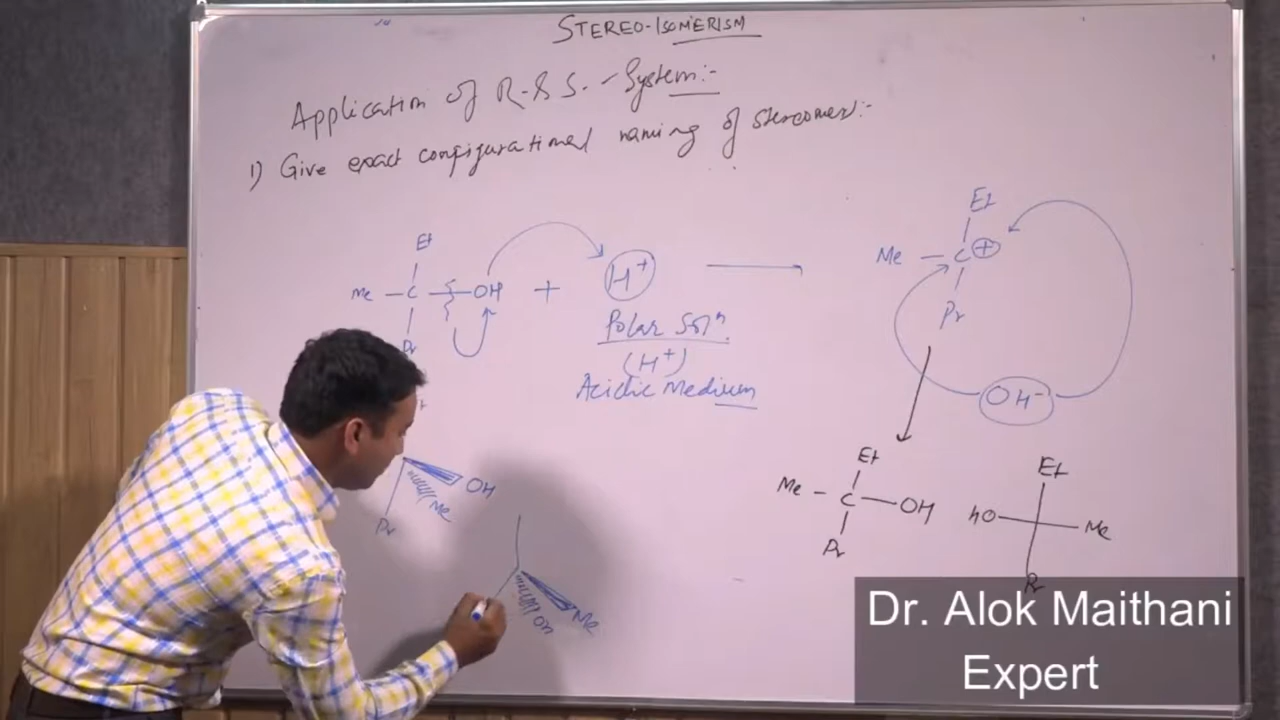 STEREO-ISOMERISM
Application of R-&S.-System:-
1) Give exact configurational naming of stereomer:-
Et
Me - C - OH + H+
Pr
Polar Solⁿ.
(H+)
Acidic Medium
Et
Me - C +
Pr
OH-
Et
Me - C - OH
Pr
Et
HO Me
Pr
OH
Me
Pr
Me
OH
Dr. Alok Maithani
Expert